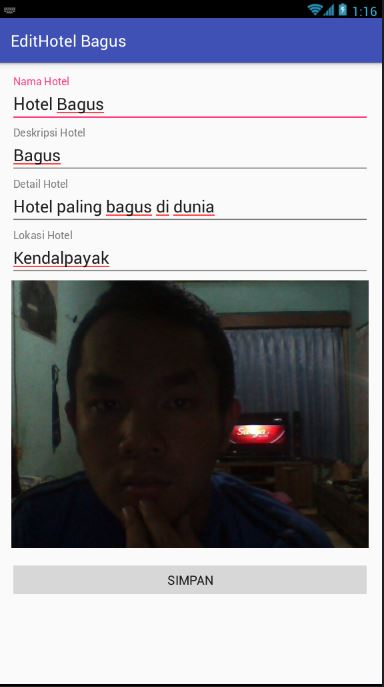 1:16
EditHotel Bagus
Nama Hotel
Hotel Bagus
Deskripsi Hotel
Bagus
Detail Hotel
Hotel paling bagus di dunia
Lokasi Hotel
Kendalpayak
SIMPAN